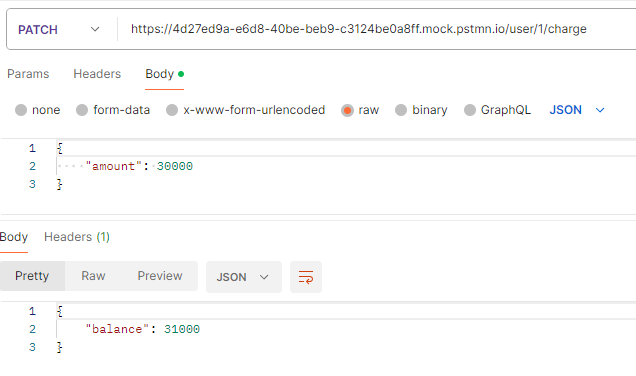 PATCH https://4d27ed9a-e6d8-40be-beb9-c3124be0a8ff.mock.pstmn.io/user/1/charge
Params Headers Body
none form-data x-www-form-urlencoded raw binary GraphQL JSON
1 {
2 "amount": 30000
3 }
Body Headers (1)
Pretty Raw Preview JSON
1 {
2 "balance": 31000
3 }